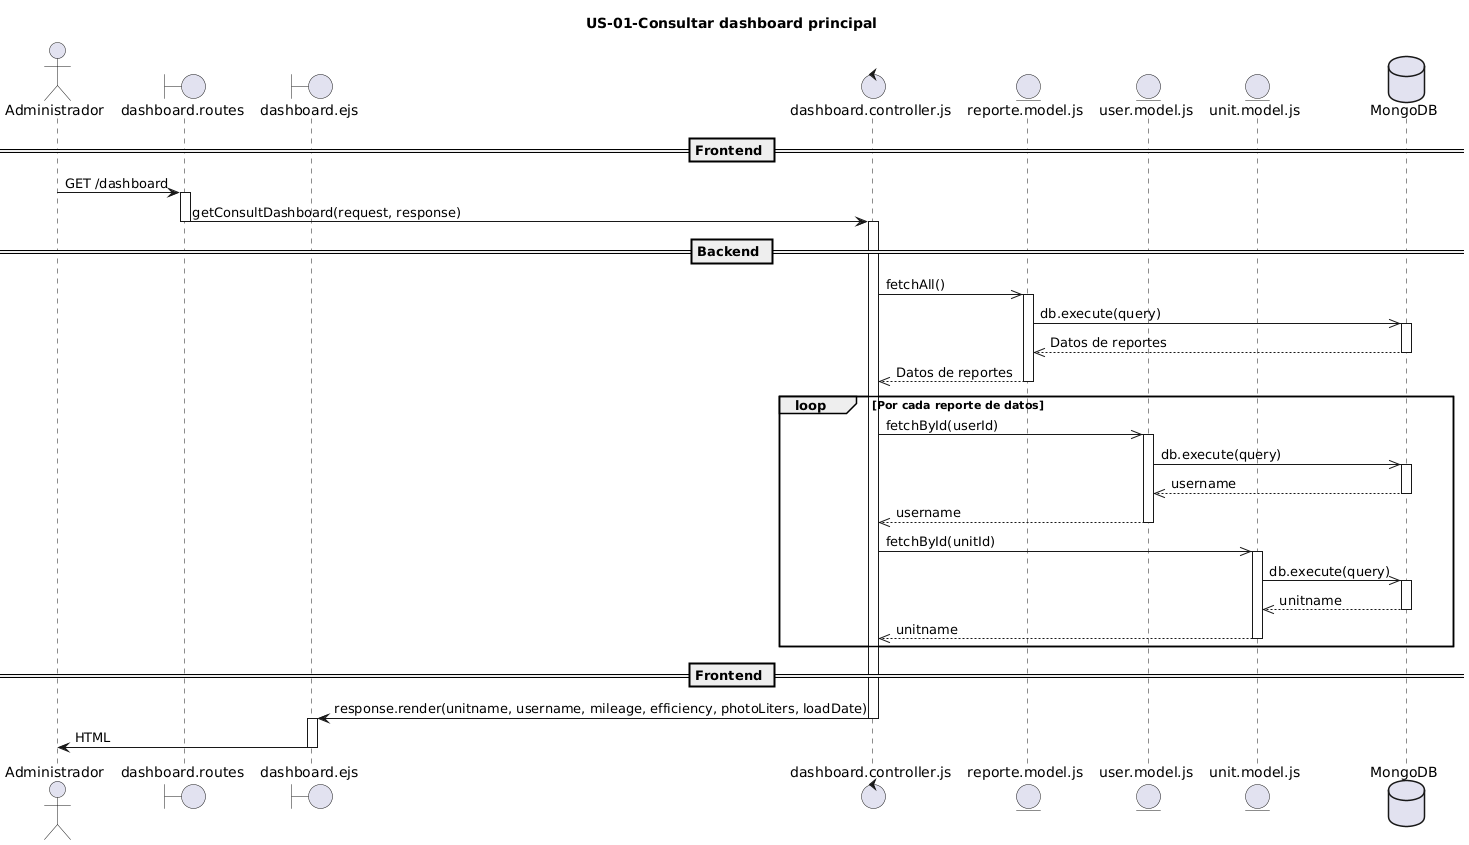 US-01-Consultar dashboard principal
Administrador
dashboard.routes
dashboard.ejs
dashboard.controller.js
reporte.model.js
user.model.js
unit.model.js
MongoDB
Frontend
GET /dashboard
getConsultDashboard(request, response)
Backend
fetchAll()
db.execute(query)
Datos de reportes
Datos de reportes
loop
[Por cada reporte de datos]
fetchById(userId)
db.execute(query)
username
username
fetchById(unitId)
db.execute(query)
unitname
unitname
Frontend
response.render(unitname, username, mileage, efficiency, photoLiters, loadDate)
HTML
Administrador
dashboard.routes
dashboard.ejs
dashboard.controller.js
reporte.model.js
user.model.js
unit.model.js
MongoDB